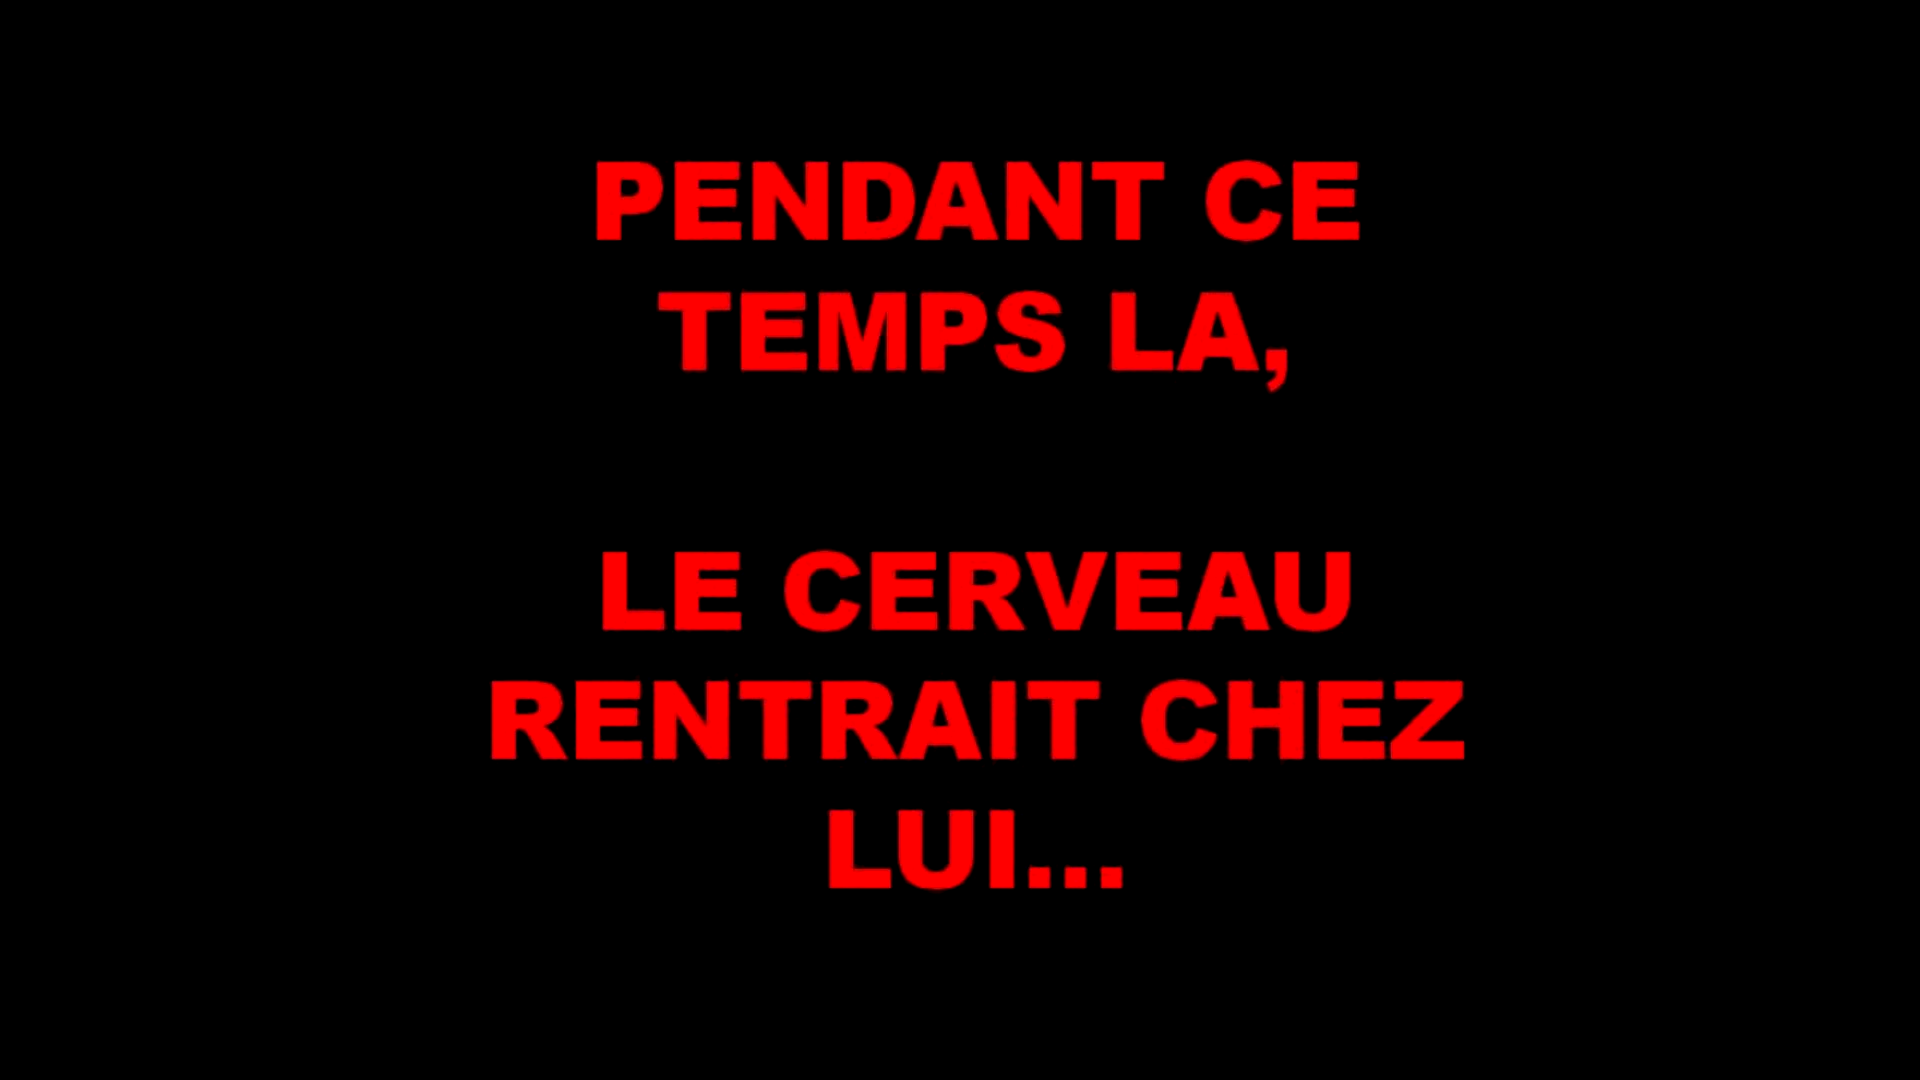 PENDANT CE
TEMPS LA,
LE CERVEAU
RENTRAIT CHEZ
LUI...